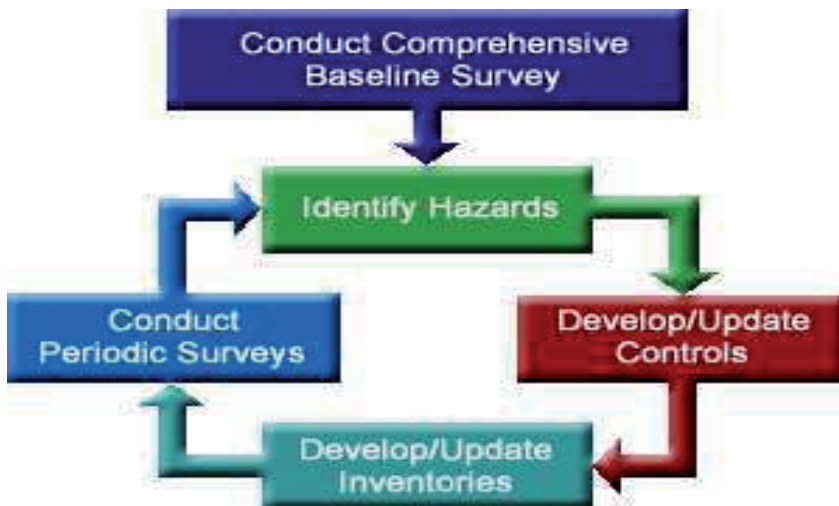 Conduct Comprehensive
Baseline Survey
Identify Hazards
Conduct
Periodic Surveys
Develop/Update
Controls
Develop/Update
Inventories